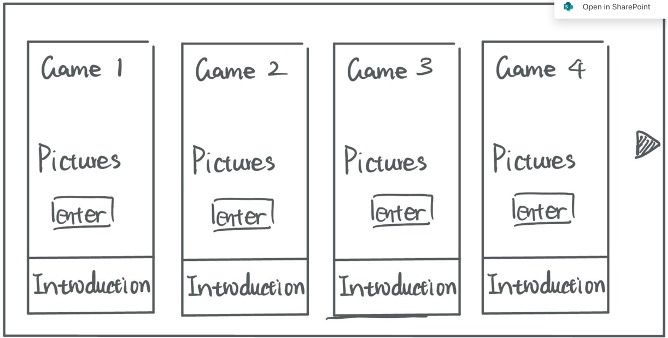 Open in SharePoint
Game 1
Pictures
enter
Introduction
Game 2
Pictures
enter
Introduction
Game 3
Pictures
enter
Introduction
Game 4
Pictures
enter
Introduction